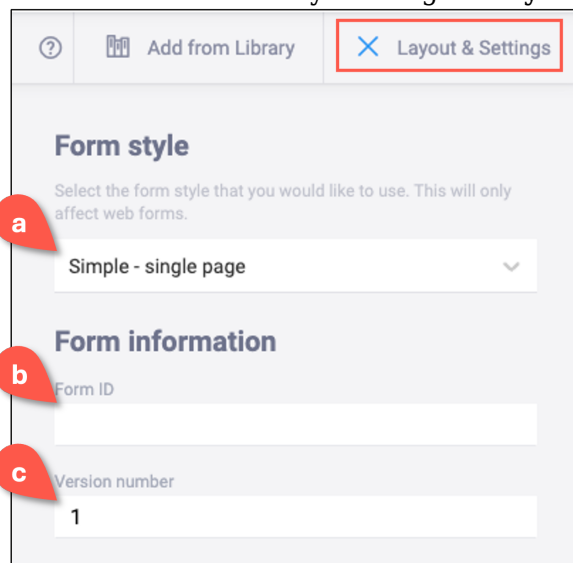 Add from Library
Layout & Settings
Form style
Select the form style that you would like to use. This will only
affect web forms.
a
Simple - single page
Form information
b
Form ID
c
Version number
1